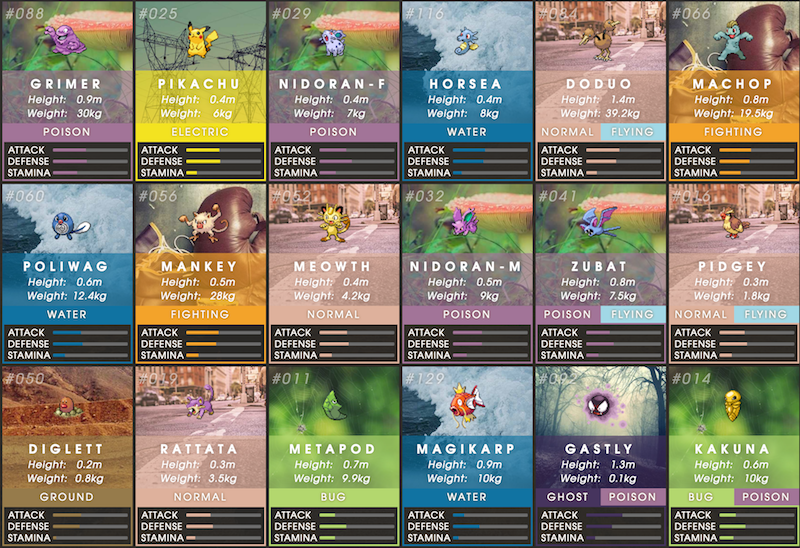 #088
GRIMER
Height: 0.9m
Weight: 30kg
POISON
ATTACK
DEFENSE
STAMINA
#025
PIKACHU
Height: 0.4m
Weight: 6kg
ELECTRIC
ATTACK
DEFENSE
STAMINA
#029
NIDORAN-F
Height: 0.4m
Weight: 7kg
POISON
ATTACK
DEFENSE
STAMINA
#116
HORSEA
Height: 0.4m
Weight: 8kg
WATER
ATTACK
DEFENSE
STAMINA
#084
DODUO
Height: 1.4m
Weight: 39.2kg
NORMAL FLYING
ATTACK
DEFENSE
STAMINA
#066
MACHOP
Height: 0.8m
Weight: 19.5kg
FIGHTING
ATTACK
DEFENSE
STAMINA
#060
POLIWAG
Height: 0.6m
Weight: 12.4kg
WATER
ATTACK
DEFENSE
STAMINA
#056
MANKEY
Height: 0.5m
Weight: 28kg
FIGHTING
ATTACK
DEFENSE
STAMINA
#052
MEOWTH
Height: 0.4m
Weight: 4.2kg
NORMAL
ATTACK
DEFENSE
STAMINA
#032
NIDORAN-M
Height: 0.5m
Weight: 9kg
POISON
ATTACK
DEFENSE
STAMINA
#041
ZUBAT
Height: 0.8m
Weight: 7.5kg
POISON FLYING
ATTACK
DEFENSE
STAMINA
#016
PIDGEY
Height: 0.3m
Weight: 1.8kg
NORMAL FLYING
ATTACK
DEFENSE
STAMINA
#050
DIGLETT
Height: 0.2m
Weight: 0.8kg
GROUND
ATTACK
DEFENSE
STAMINA
#019
RATTATA
Height: 0.3m
Weight: 3.5kg
NORMAL
ATTACK
DEFENSE
STAMINA
#011
METAPOD
Height: 0.7m
Weight: 9.9kg
BUG
ATTACK
DEFENSE
STAMINA
#129
MAGIKARP
Height: 0.9m
Weight: 10kg
WATER
ATTACK
DEFENSE
STAMINA
#092
GASTLY
Height: 1.3m
Weight: 0.1kg
GHOST POISON
ATTACK
DEFENSE
STAMINA
#014
KAKUNA
Height: 0.6m
Weight: 10kg
BUG POISON
ATTACK
DEFENSE
STAMINA